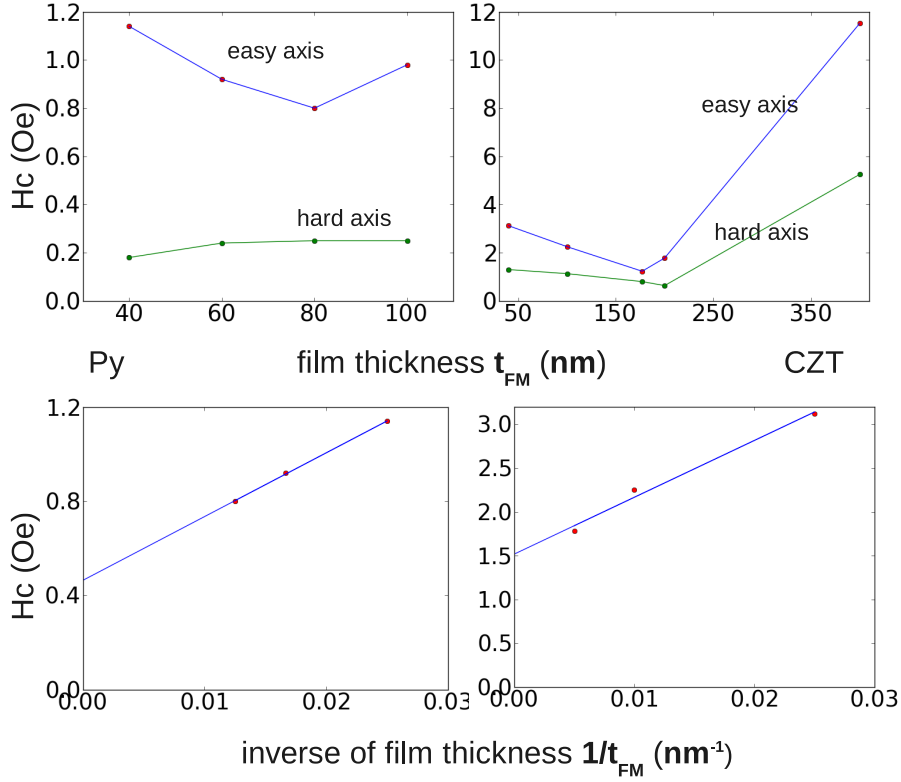 1.2
1.0
0.8
0.6
0.4
0.2
0.0
40 60 80 100
Hc (Oe)
easy axis
hard axis
12
10
8
6
4
2
0
50 150 250 350
easy axis
hard axis
Py film thickness t_FM (nm) CZT
1.2
0.8
0.4
0.0
0.00 0.01 0.02 0.03
Hc (Oe)
3.0
2.5
2.0
1.5
1.0
0.5
0.0
0.00 0.01 0.02 0.03
inverse of film thickness 1/t_FM (nm⁻¹)